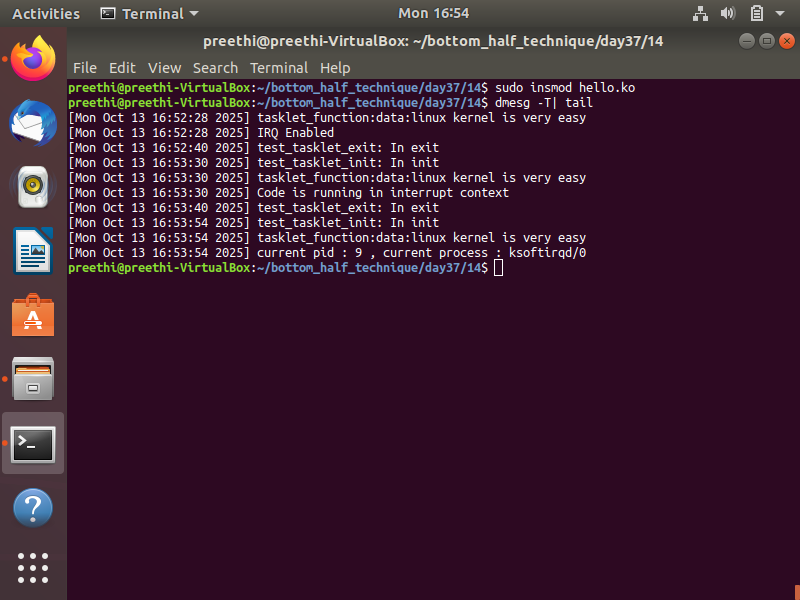 Activities Terminal Mon 16:54
preethi@preethi-VirtualBox: ~/bottom_half_technique/day37/14
File Edit View Search Terminal Help
preethi@preethi-VirtualBox:~/bottom_half_technique/day37/14$ sudo insmod hello.ko
preethi@preethi-VirtualBox:~/bottom_half_technique/day37/14$ dmesg -T| tail
[Mon Oct 13 16:52:28 2025] tasklet_function:data:linux kernel is very easy
[Mon Oct 13 16:52:28 2025] IRQ Enabled
[Mon Oct 13 16:52:40 2025] test_tasklet_exit: In exit
[Mon Oct 13 16:53:30 2025] test_tasklet_init: In init
[Mon Oct 13 16:53:30 2025] tasklet_function:data:linux kernel is very easy
[Mon Oct 13 16:53:30 2025] Code is running in interrupt context
[Mon Oct 13 16:53:40 2025] test_tasklet_exit: In exit
[Mon Oct 13 16:53:54 2025] test_tasklet_init: In init
[Mon Oct 13 16:53:54 2025] tasklet_function:data:linux kernel is very easy
[Mon Oct 13 16:53:54 2025] current pid : 9 , current process : ksoftirqd/0
preethi@preethi-VirtualBox:~/bottom_half_technique/day37/14$